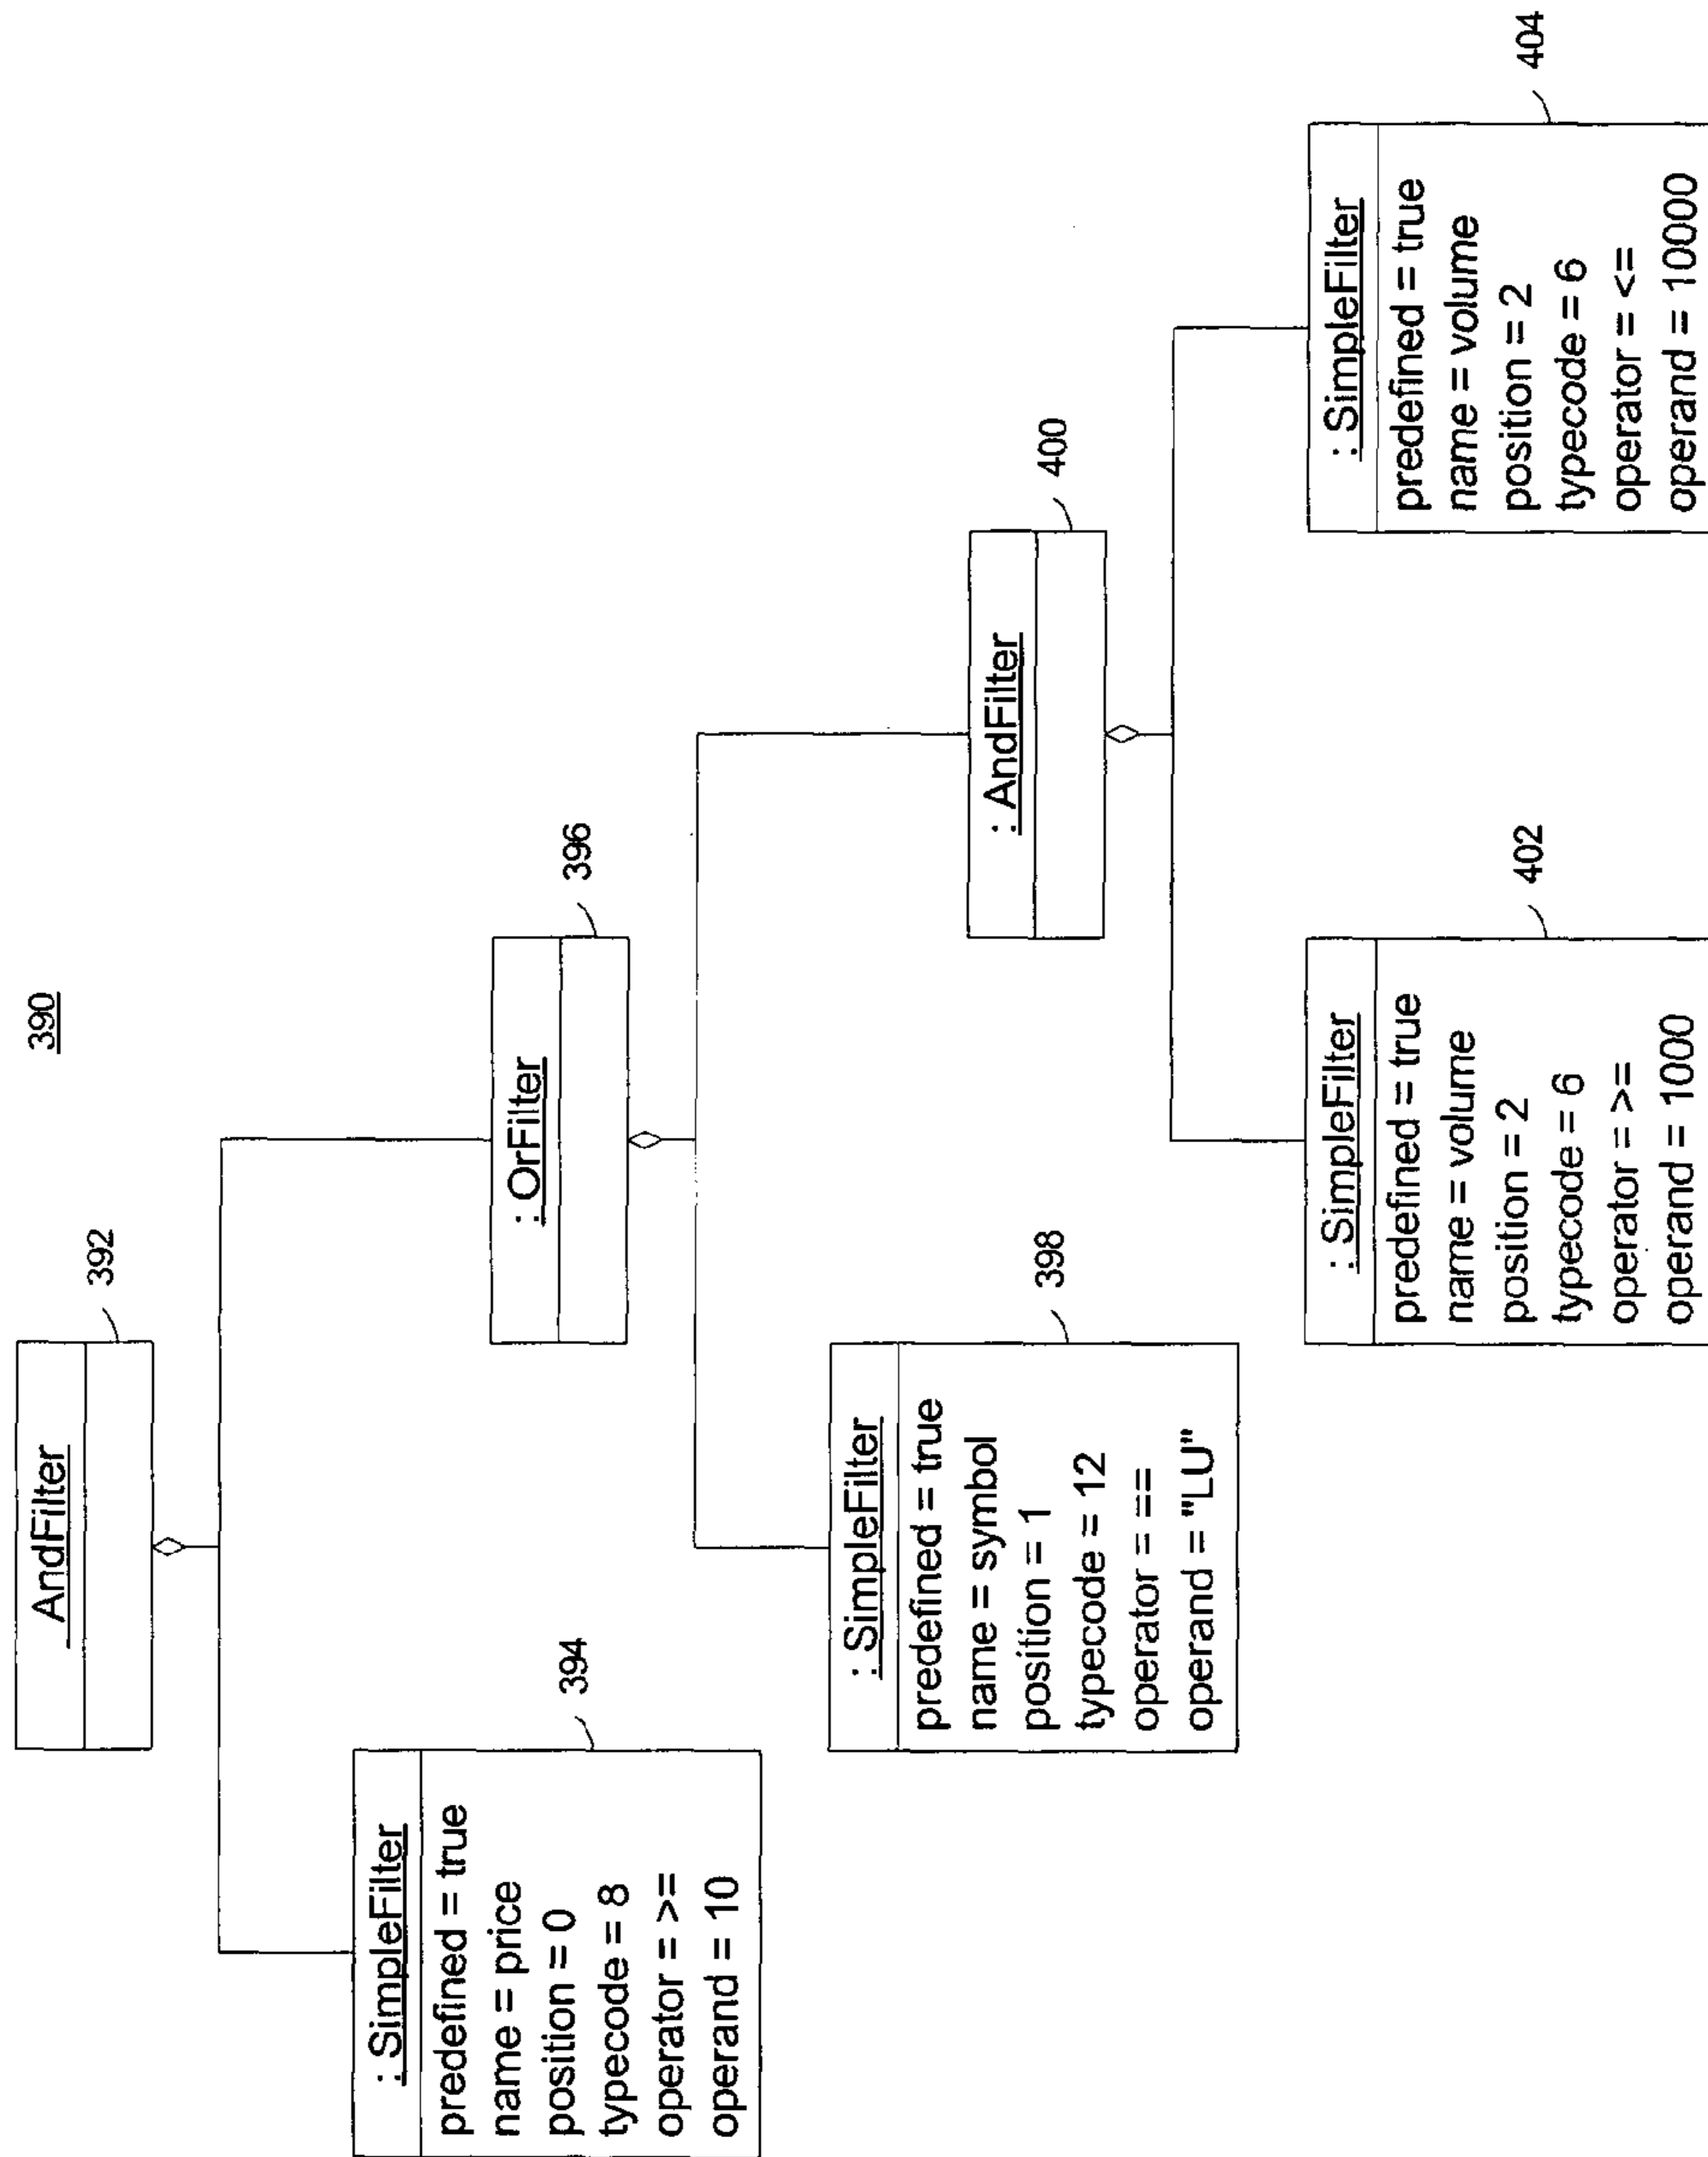 390
AndFilter
392
: SimpleFilter
predefined = true
name = price
position = 0
typecode = 8
operator = >=
operand = 10
394
: OrFilter
396
: SimpleFilter
predefined = true
name = symbol
position = 1
typecode = 12
operator = ==
operand = "LU"
398
: AndFilter
400
: SimpleFilter
predefined = true
name = volume
position = 2
typecode = 6
operator = >=
operand = 1000
402
: SimpleFilter
predefined = true
name = volume
position = 2
typecode = 6
operator = <=
operand = 10000
404